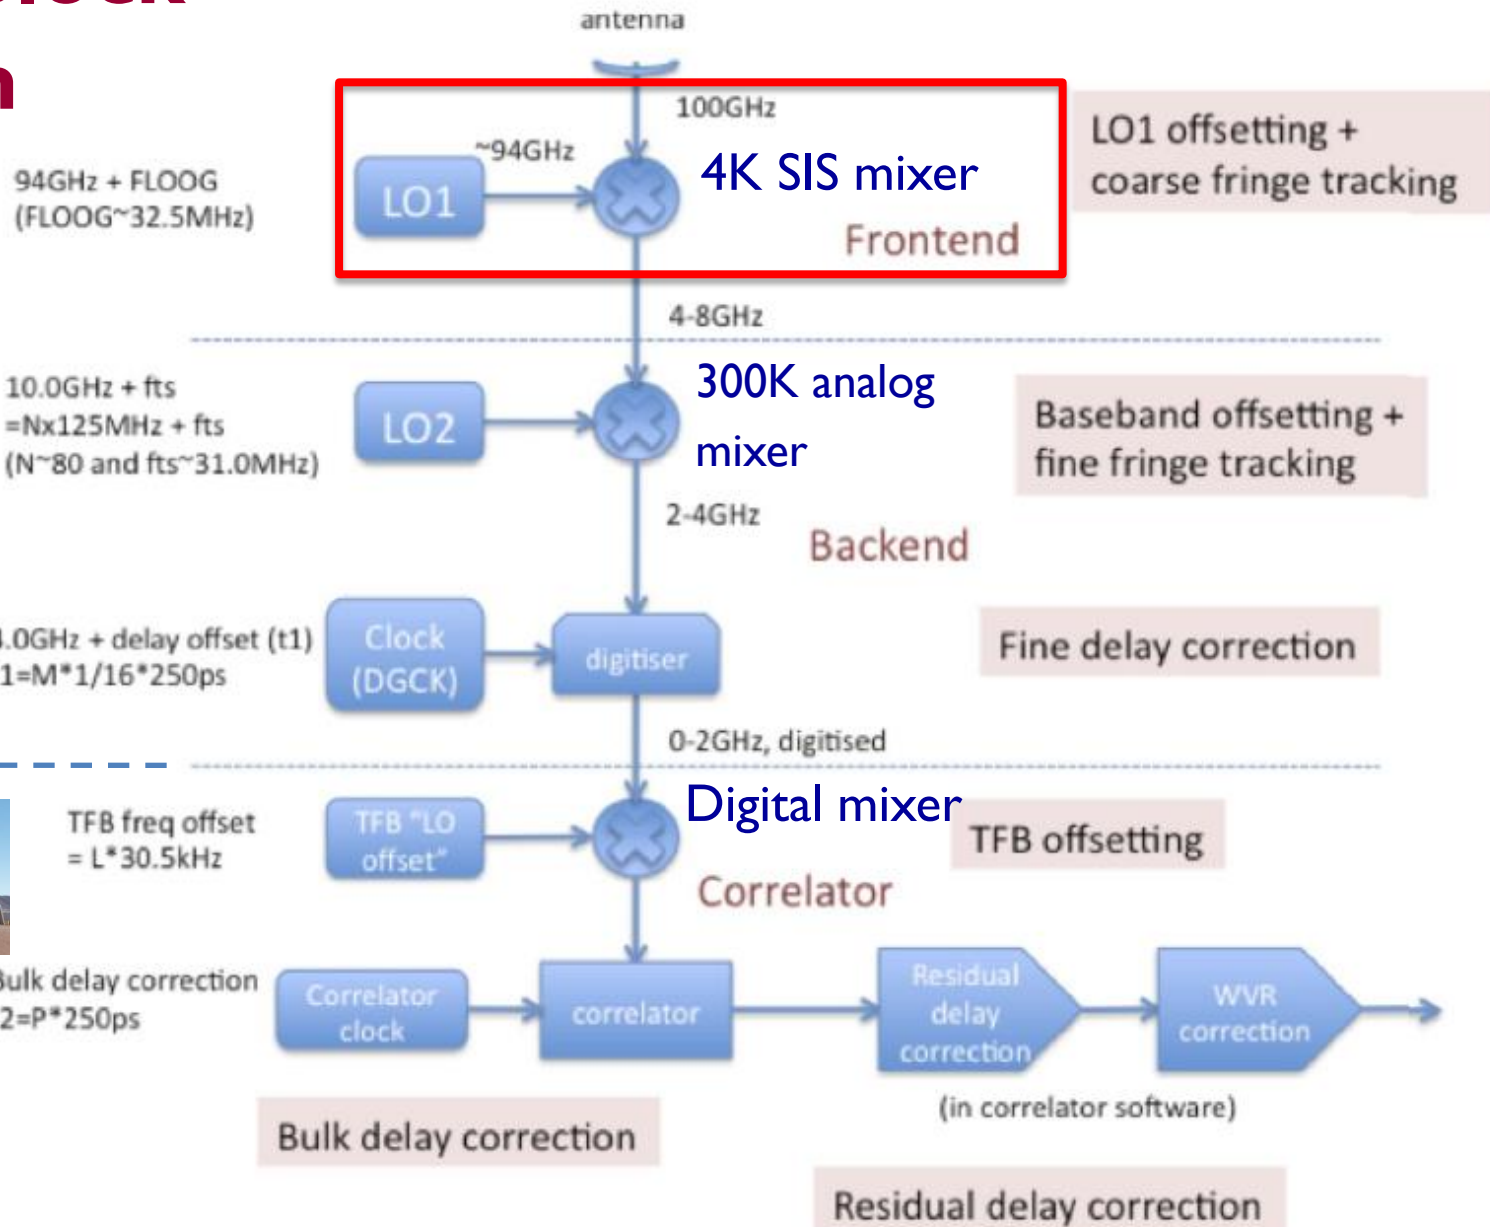 antenna
100GHz
~94GHz
94GHz + FLOOG
(FLOOG~32.5MHz)
LO1
4K SIS mixer
Frontend
LO1 offsetting +
coarse fringe tracking
4-8GHz
10.0GHz + fts
=Nx125MHz + fts
(N~80 and fts~31.0MHz)
LO2
300K analog
mixer
Baseband offsetting +
fine fringe tracking
2-4GHz
Backend
.0GHz + delay offset (t1)
1=M*1/16*250ps
Clock
(DGCK)
digitiser
Fine delay correction
0-2GHz, digitised
TFB freq offset
= L*30.5kHz
TFB "LO
offset"
Digital mixer
TFB offsetting
Correlator
Bulk delay correction
2=P*250ps
Correlator
clock
correlator
Residual
delay
correction
WVR
correction
(in correlator software)
Bulk delay correction
Residual delay correction